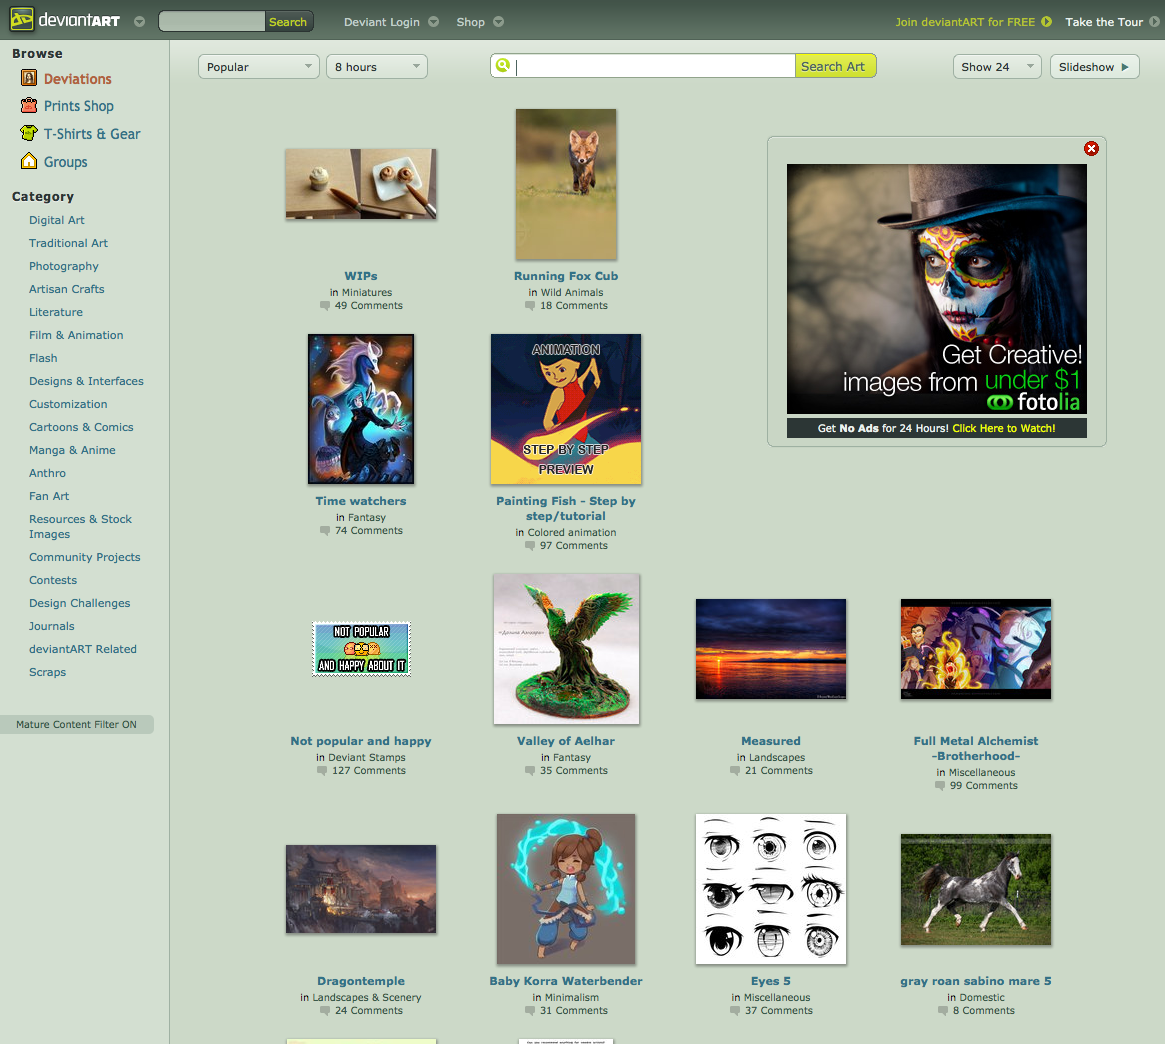 deviantART
Search
Deviant Login
Shop
Join deviantART for FREE
Take the Tour
Browse
Deviations
Prints Shop
T-Shirts & Gear
Groups
Category
Digital Art
Traditional Art
Photography
Artisan Crafts
Literature
Film & Animation
Flash
Designs & Interfaces
Customization
Cartoons & Comics
Manga & Anime
Anthro
Fan Art
Resources & Stock
Images
Community Projects
Contests
Design Challenges
Journals
deviantART Related
Scraps
Mature Content Filter ON
Popular
8 hours
Search Art
Show 24
Slideshow
WIPs
in Miniatures
49 Comments
Running Fox Cub
in Wild Animals
18 Comments
Get Creative!
images from under $1
fotolia
Get No Ads for 24 Hours! Click Here to Watch!
Time watchers
in Fantasy
74 Comments
ANIMATION
STEP BY STEP
PREVIEW
Painting Fish - Step by
step/tutorial
in Colored animation
97 Comments
NOT POPULAR
AND HAPPY ABOUT IT
Not popular and happy
in Deviant Stamps
127 Comments
«Долина Аэлхара»
Valley of Aelhar
in Fantasy
35 Comments
Measured
in Landscapes
21 Comments
Full Metal Alchemist
-Brotherhood-
in Miscellaneous
99 Comments
Dragontemple
in Landscapes & Scenery
24 Comments
Baby Korra Waterbender
in Minimalism
31 Comments
Eyes 5
in Miscellaneous
37 Comments
gray roan sabino mare 5
in Domestic
8 Comments